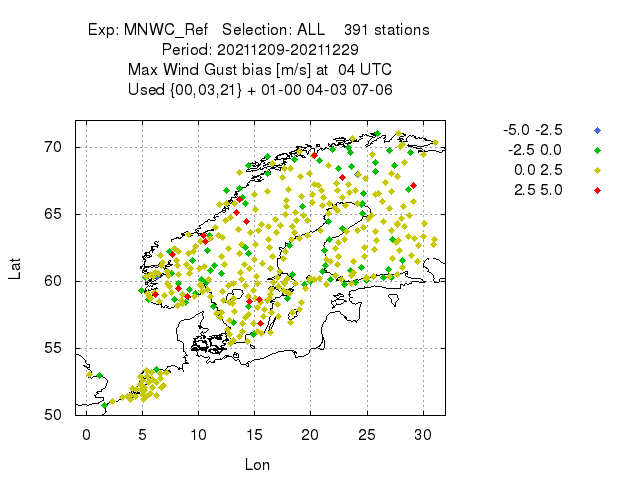 Exp: MNWC_Ref   Selection: ALL    391 stations
Period: 20211209-20211229
Max Wind Gust bias [m/s] at  04 UTC
Used {00,03,21} + 01-00 04-03 07-06
-5.0 -2.5
-2.5 0.0
0.0 2.5
2.5 5.0
70
65
60
55
50
Lat
0 5 10 15 20 25 30
Lon